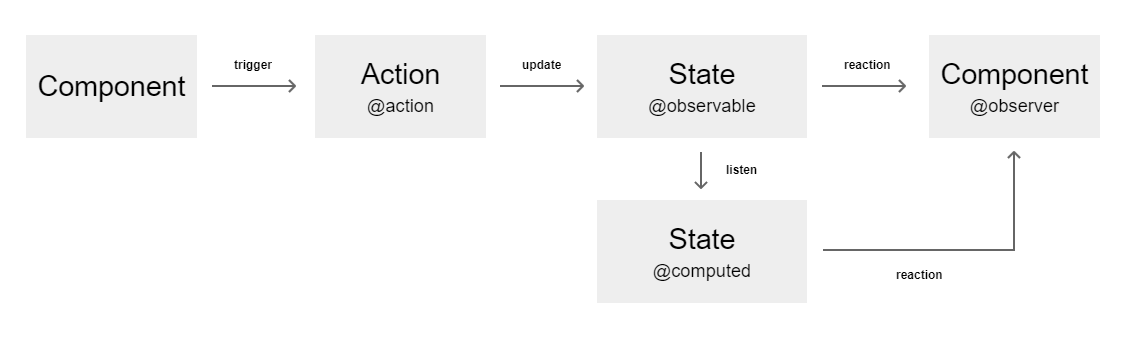 Component
trigger
Action
@action
update
State
@observable
reaction
Component
@observer
listen
State
@computed
reaction